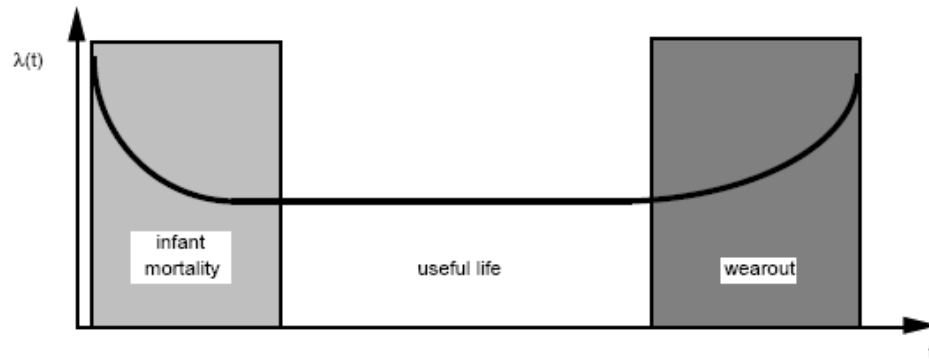 λ(t)
infant
mortality
useful life
wearout